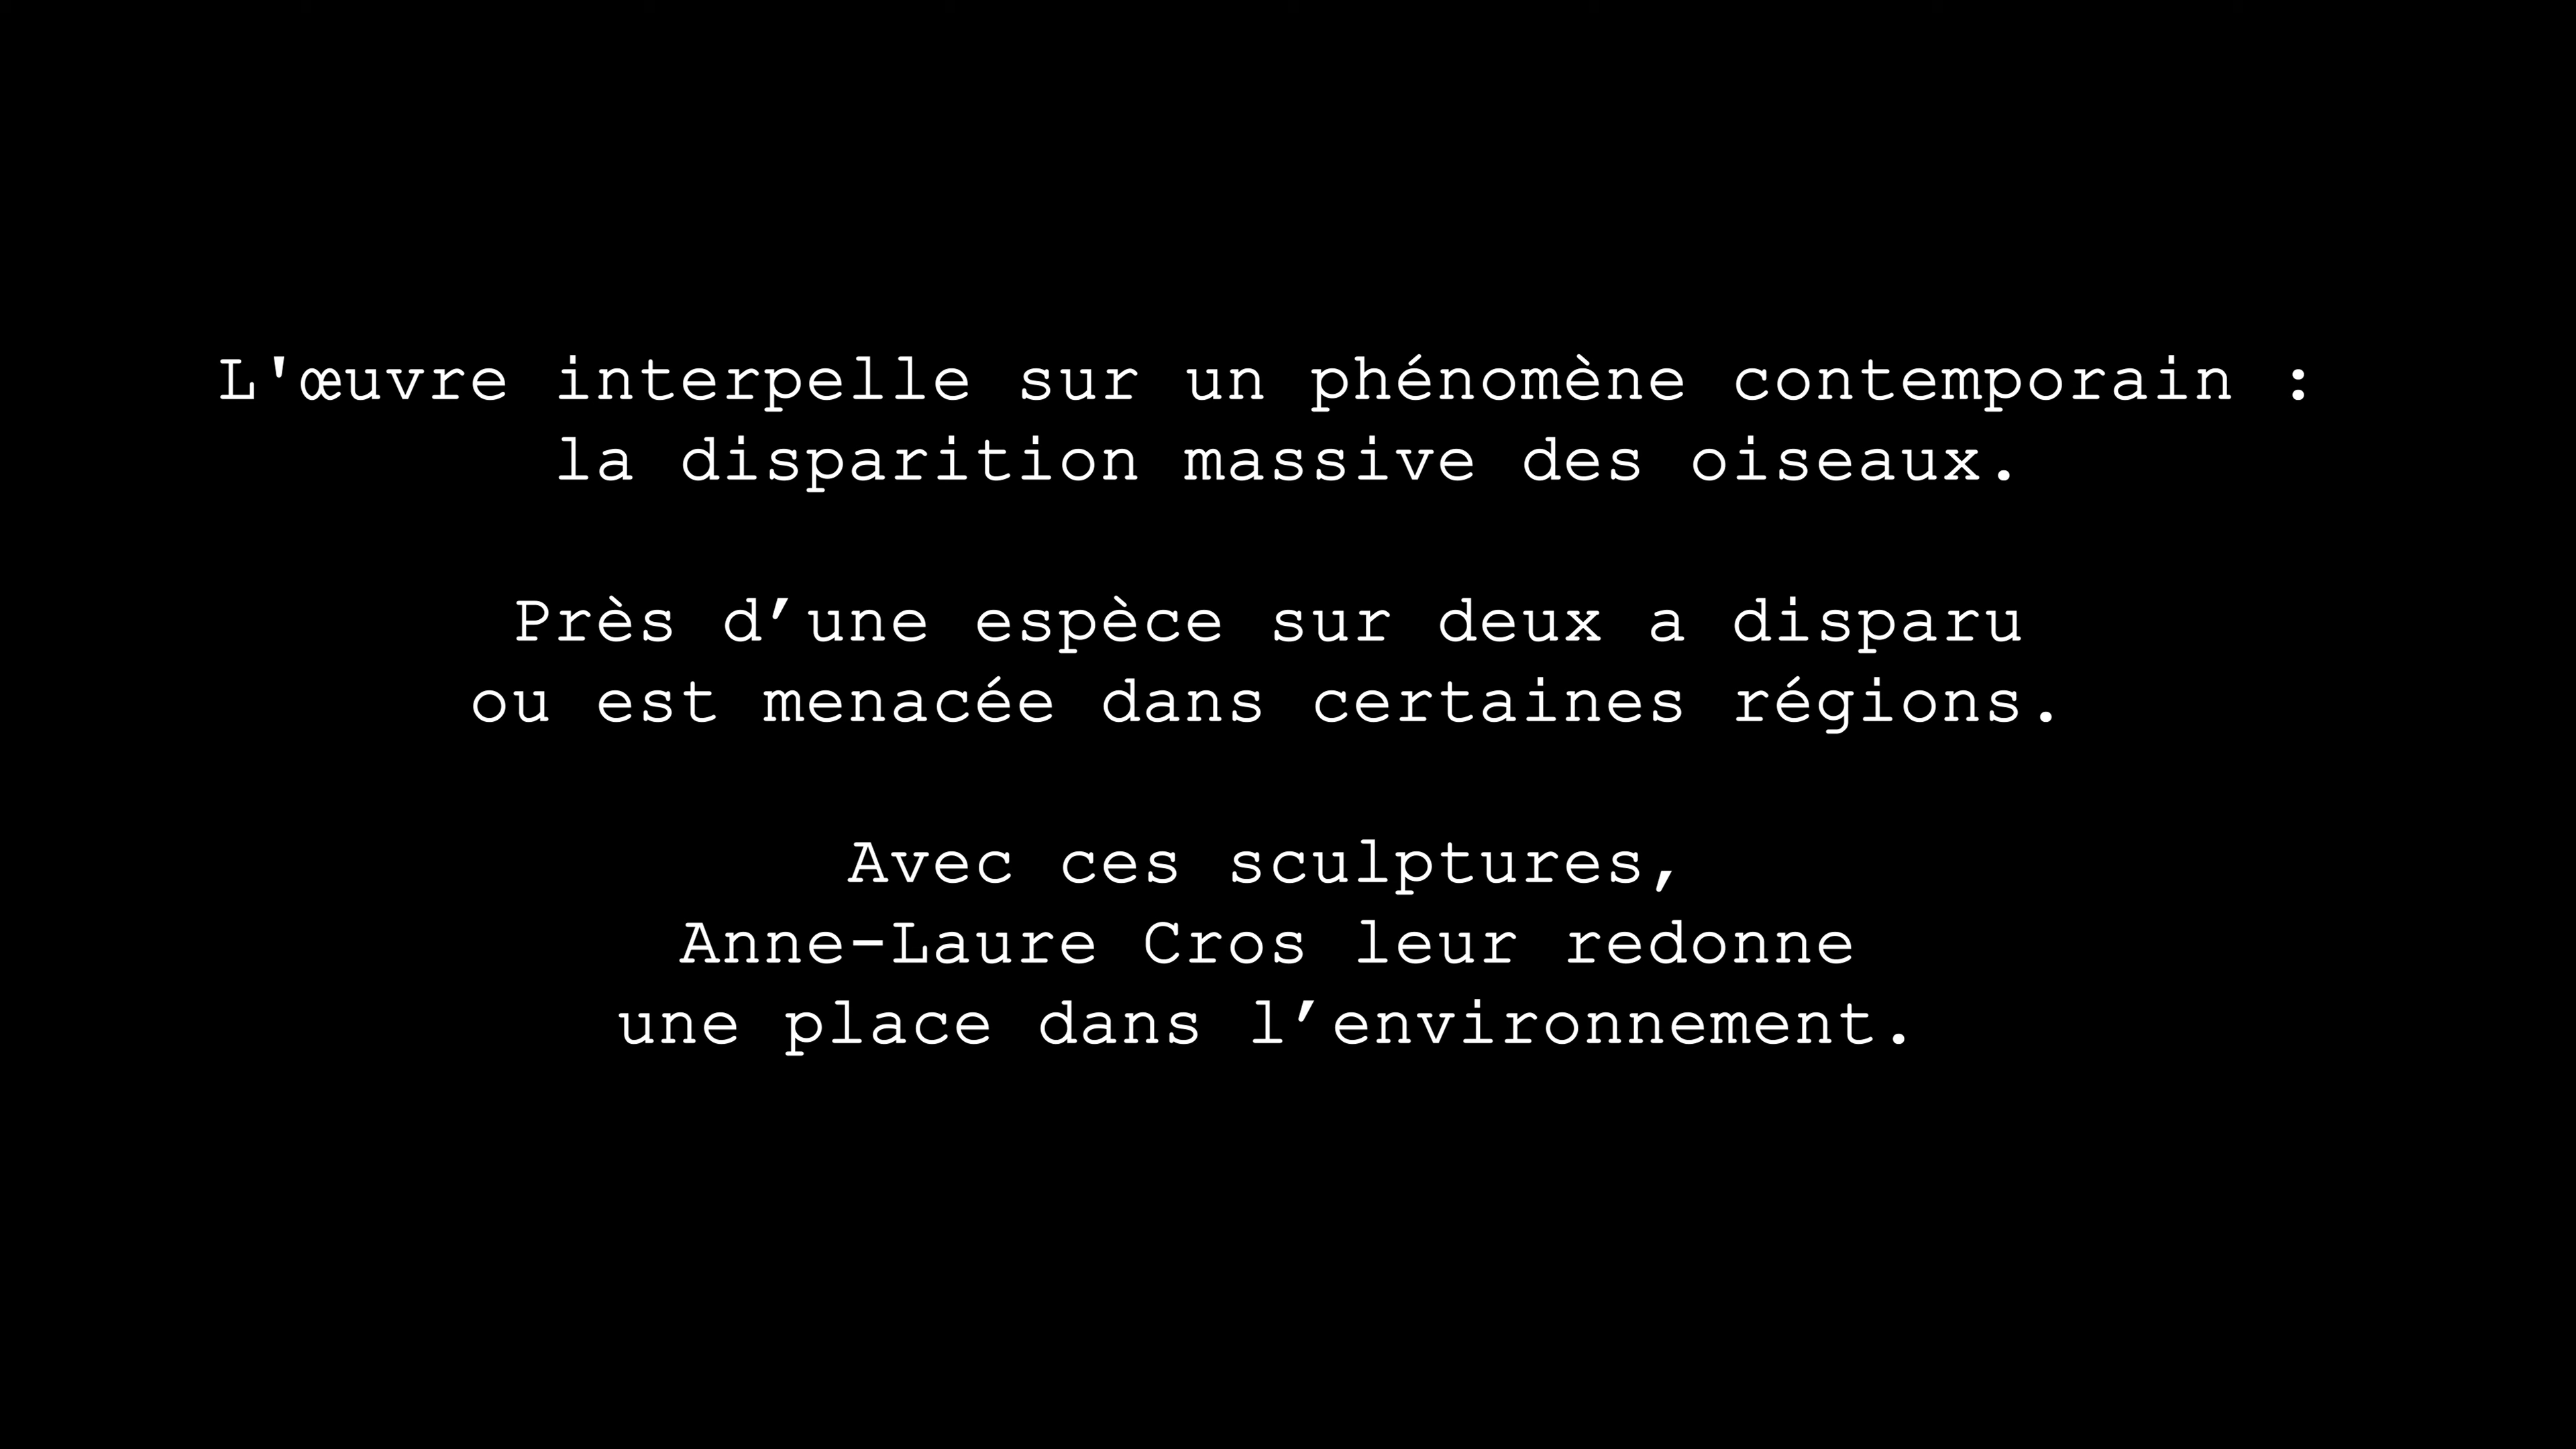 L'œuvre interpelle sur un phénomène contemporain :
la disparition massive des oiseaux.
Près d’une espèce sur deux a disparu
ou est menacée dans certaines régions.
Avec ces sculptures,
Anne-Laure Cros leur redonne
une place dans l’environnement.